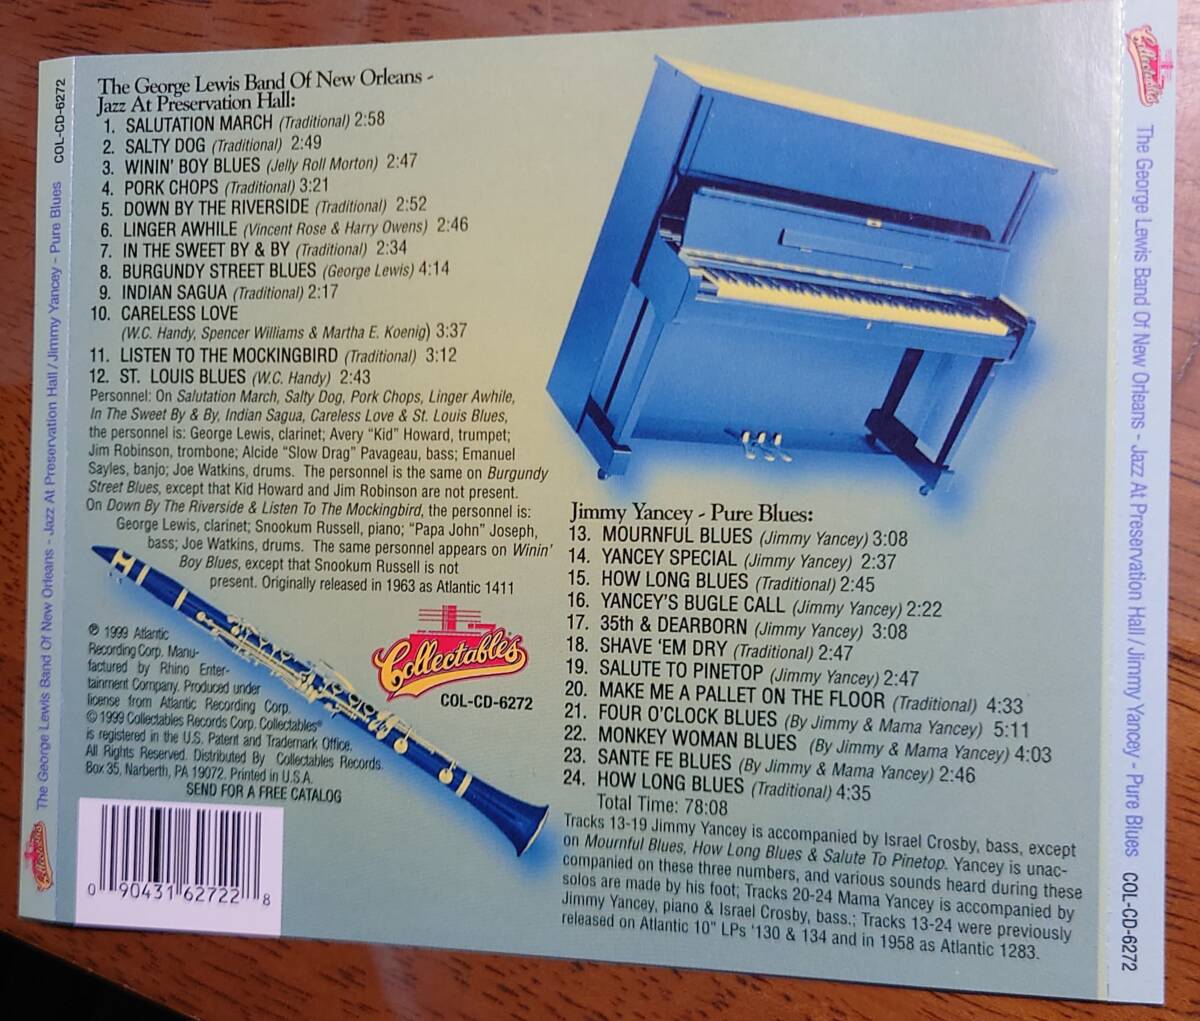 COL-CD-6272
The George Lewis Band Of New Orleans - Jazz At Preservation Hall / Jimmy Yancey - Pure Blues
Collectables
The George Lewis Band Of New Orleans -
Jazz At Preservation Hall:
1. SALUTATION MARCH (Traditional) 2:58
2. SALTY DOG (Traditional) 2:49
3. WININ' BOY BLUES (Jelly Roll Morton) 2:47
4. PORK CHOPS (Traditional) 3:21
5. DOWN BY THE RIVERSIDE (Traditional) 2:52
6. LINGER AWHILE (Vincent Rose & Harry Owens) 2:46
7. IN THE SWEET BY & BY (Traditional) 2:34
8. BURGUNDY STREET BLUES (George Lewis) 4:14
9. INDIAN SAGUA (Traditional) 2:17
10. CARELESS LOVE
(W.C. Handy, Spencer Williams & Martha E. Koenig) 3:37
11. LISTEN TO THE MOCKINGBIRD (Traditional) 3:12
12. ST. LOUIS BLUES (W.C. Handy) 2:43
Personnel: On Salutation March, Salty Dog, Pork Chops, Linger Awhile,
In The Sweet By & By, Indian Sagua, Careless Love & St. Louis Blues,
the personnel is: George Lewis, clarinet; Avery "Kid" Howard, trumpet;
Jim Robinson, trombone; Alcide "Slow Drag" Pavageau, bass; Emanuel
Sayles, banjo; Joe Watkins, drums. The personnel is the same on Burgundy
Street Blues, except that Kid Howard and Jim Robinson are not present.
On Down By The Riverside & Listen To The Mockingbird, the personnel is:
George Lewis, clarinet; Snookum Russell, piano; "Papa John" Joseph,
bass; Joe Watkins, drums. The same personnel appears on Winin'
Boy Blues, except that Snookum Russell is not
present. Originally released in 1963 as Atlantic 1411
℗ 1999 Atlantic
Recording Corp. Manu-
factured by Rhino Enter-
tainment Company. Produced under
license from Atlantic Recording Corp.
© 1999 Collectables Records Corp. Collectables®
is registered in the U.S. Patent and Trademark Office.
All Rights Reserved. Distributed By Collectables Records.
Box 35, Narberth, PA 19072. Printed in U.S.A.
SEND FOR A FREE CATALOG
Collectables
COL-CD-6272
0 90431 62722 8
Jimmy Yancey - Pure Blues:
13. MOURNFUL BLUES (Jimmy Yancey) 3:08
14. YANCEY SPECIAL (Jimmy Yancey) 2:37
15. HOW LONG BLUES (Traditional) 2:45
16. YANCEY'S BUGLE CALL (Jimmy Yancey) 2:22
17. 35th & DEARBORN (Jimmy Yancey) 3:08
18. SHAVE 'EM DRY (Traditional) 2:47
19. SALUTE TO PINETOP (Jimmy Yancey) 2:47
20. MAKE ME A PALLET ON THE FLOOR (Traditional) 4:33
21. FOUR O'CLOCK BLUES (By Jimmy & Mama Yancey) 5:11
22. MONKEY WOMAN BLUES (By Jimmy & Mama Yancey) 4:03
23. SANTE FE BLUES (By Jimmy & Mama Yancey) 2:46
24. HOW LONG BLUES (Traditional) 4:35
Total Time: 78:08
Tracks 13-19 Jimmy Yancey is accompanied by Israel Crosby, bass, except
on Mournful Blues, How Long Blues & Salute To Pinetop. Yancey is unac-
companied on these three numbers, and various sounds heard during these
solos are made by his foot; Tracks 20-24 Mama Yancey is accompanied by
Jimmy Yancey, piano & Israel Crosby, bass.; Tracks 13-24 were previously
released on Atlantic 10" LPs '130 & 134 and in 1958 as Atlantic 1283.
Collectables
The George Lewis Band Of New Orleans - Jazz At Preservation Hall / Jimmy Yancey - Pure Blues
COL-CD-6272